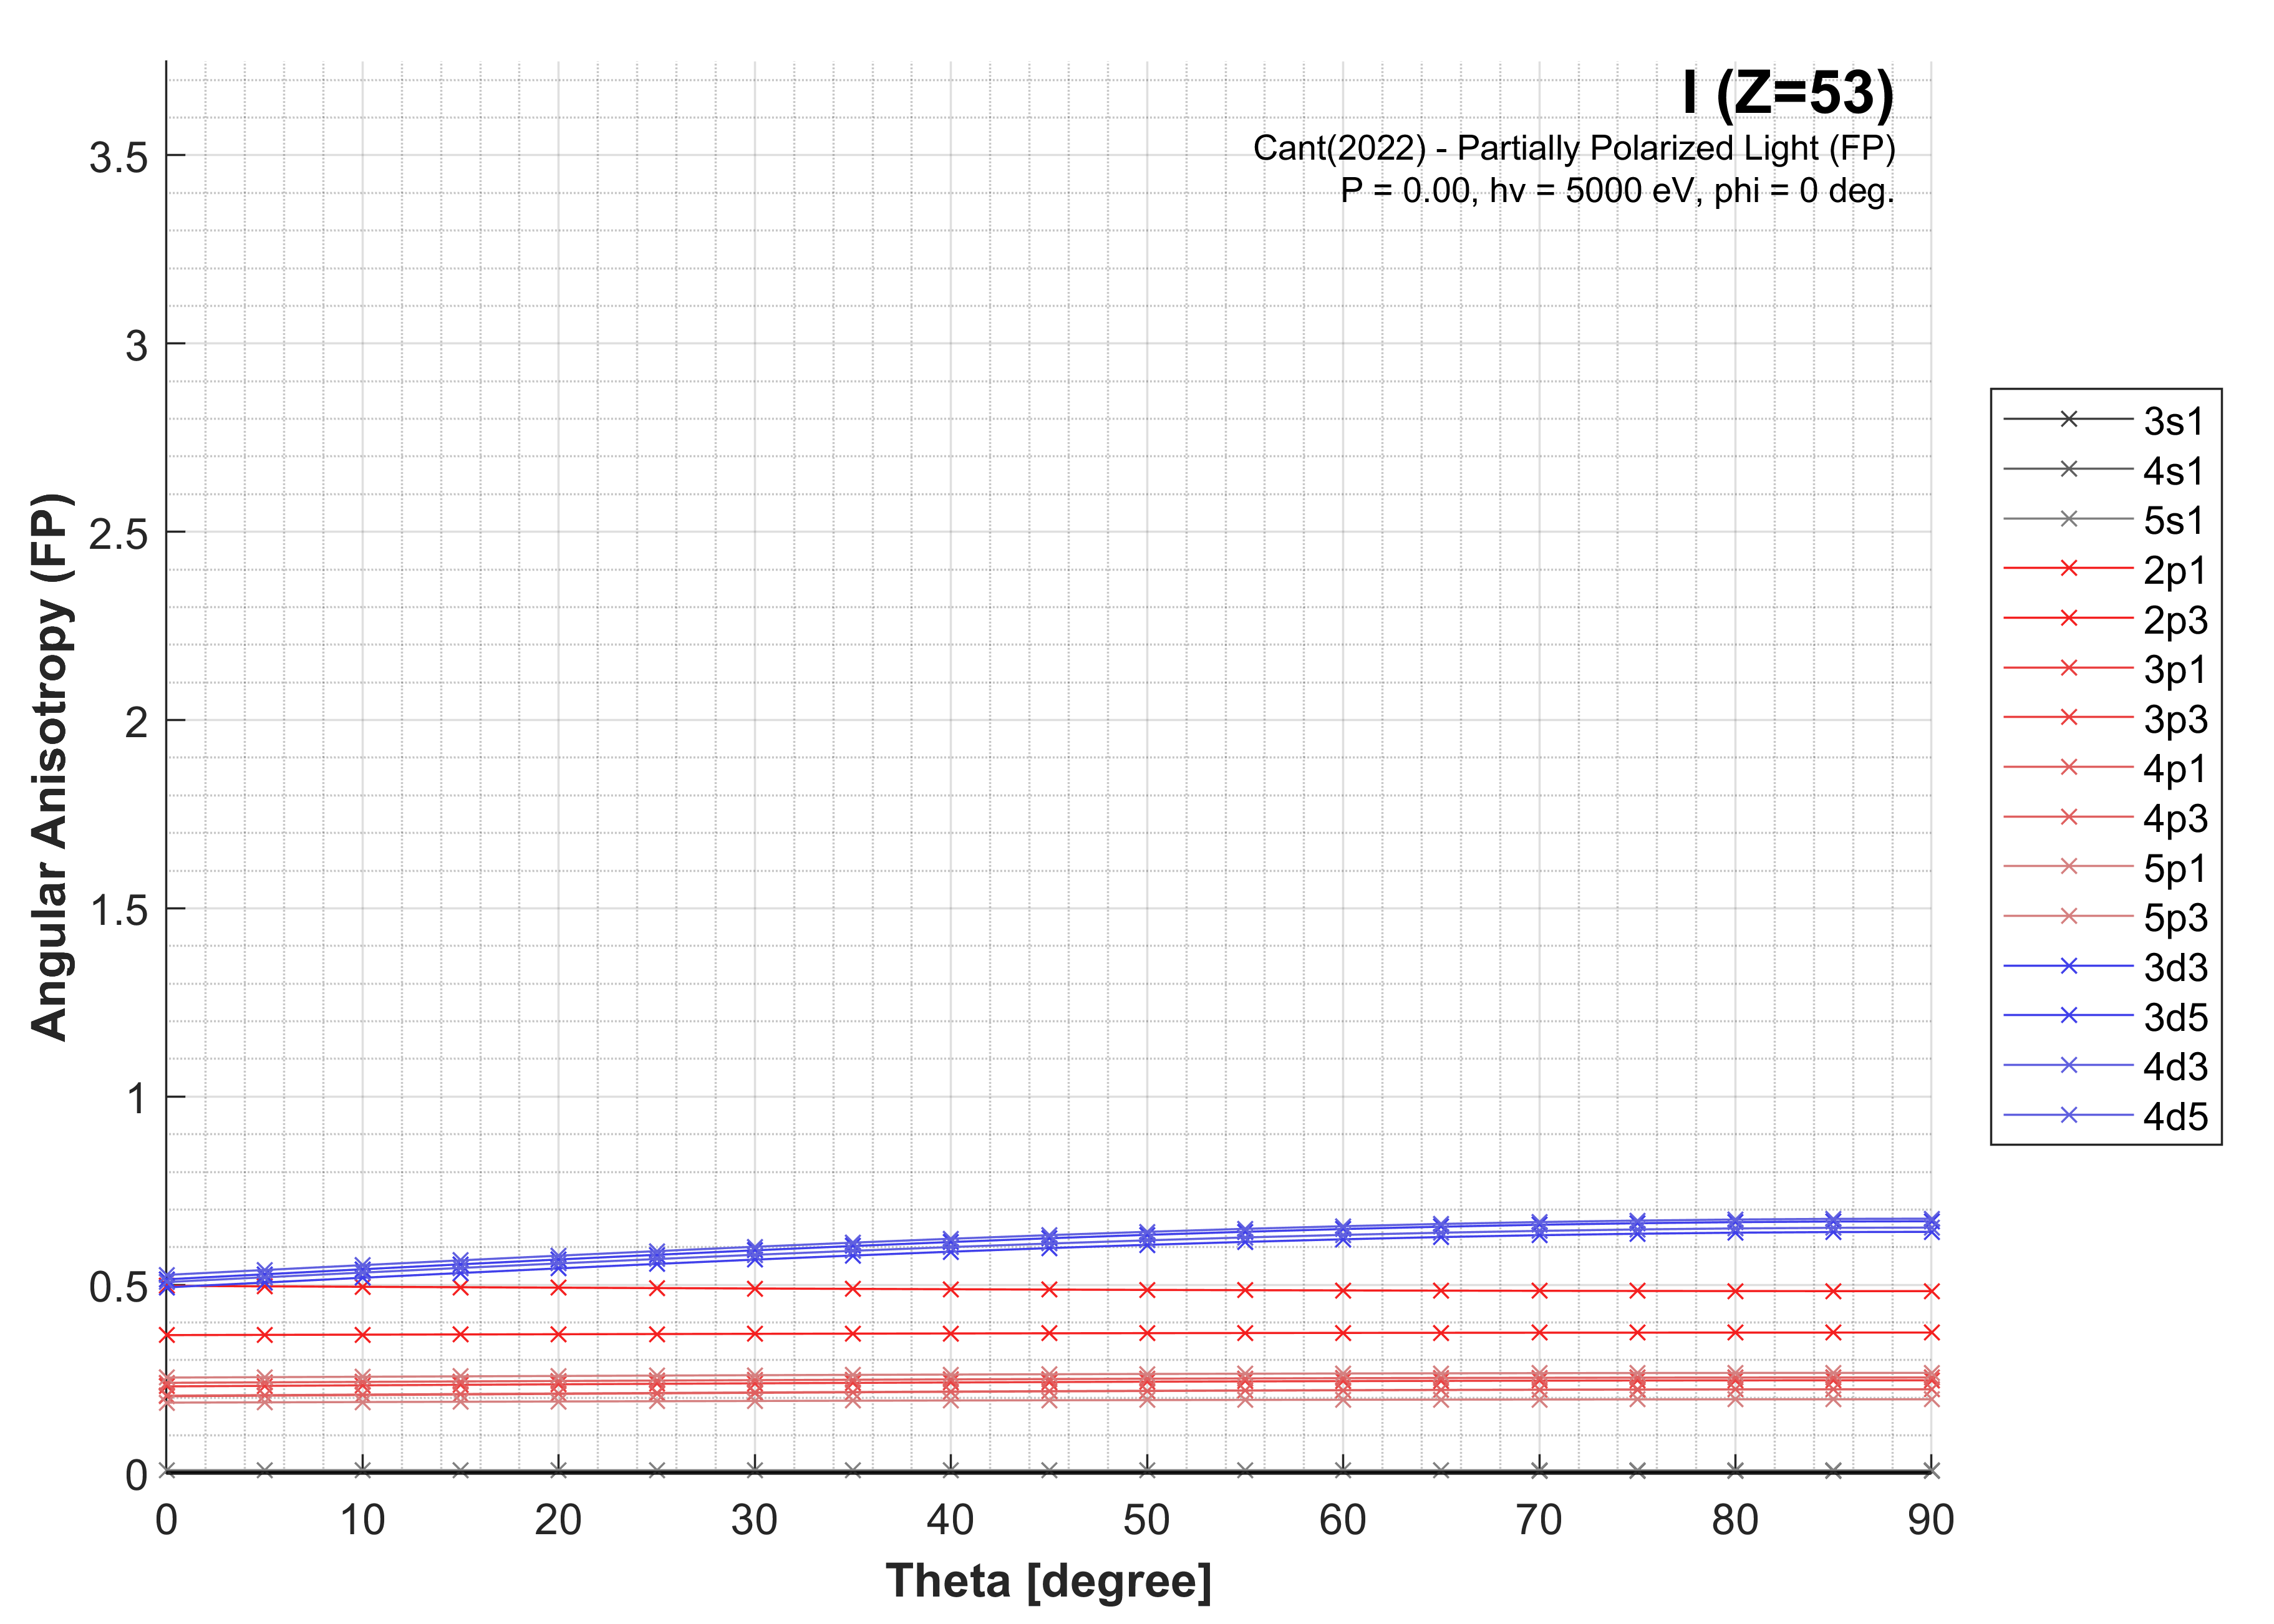 I (Z=53)
Cant(2022) - Partially Polarized Light (FP)
P = 0.00, hv = 5000 eV, phi = 0 deg.
Angular Anisotropy (FP)
3.5
3
2.5
2
1.5
1
0.5
0
0 10 20 30 40 50 60 70 80 90
Theta [degree]
3s1
4s1
5s1
2p1
2p3
3p1
3p3
4p1
4p3
5p1
5p3
3d3
3d5
4d3
4d5